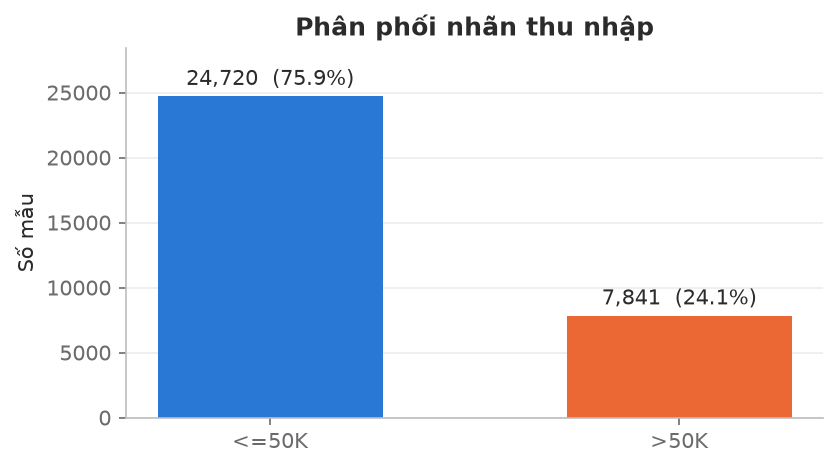 Phân phối nhãn thu nhập
Số mẫu
25000
20000
15000
10000
5000
0
24,720 (75.9%)
7,841 (24.1%)
<=50K
>50K